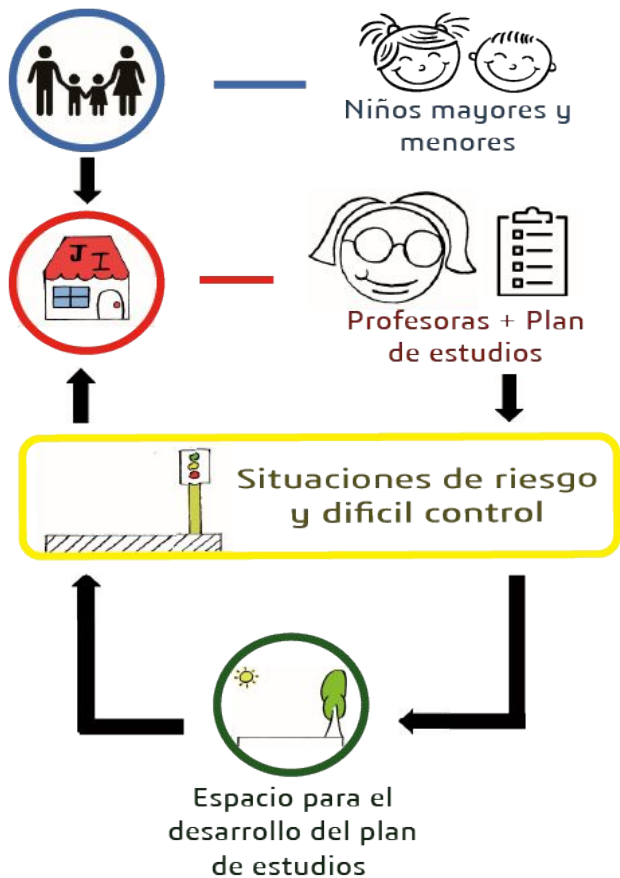 Niños mayores y
menores
J I
Profesoras + Plan
de estudios
Situaciones de riesgo
y dificil control
Espacio para el
desarrollo del plan
de estudios